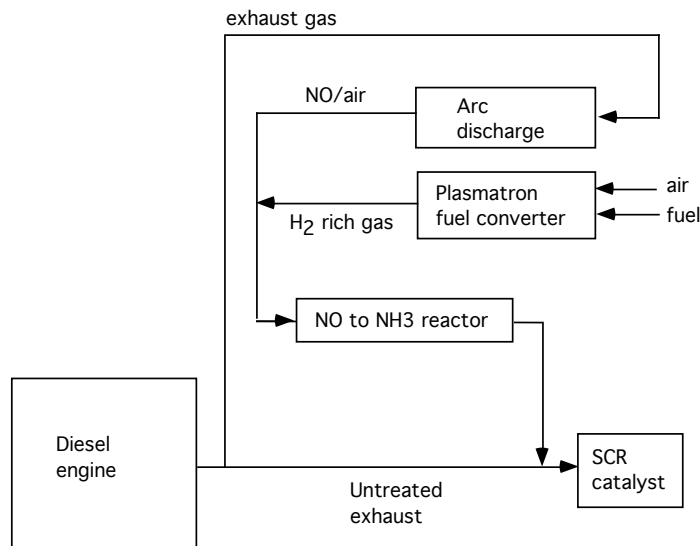 exhaust gas
NO/air
Arc
discharge
Plasmatron
fuel converter
air
fuel
H2 rich gas
NO to NH3 reactor
Diesel
engine
Untreated
exhaust
SCR
catalyst